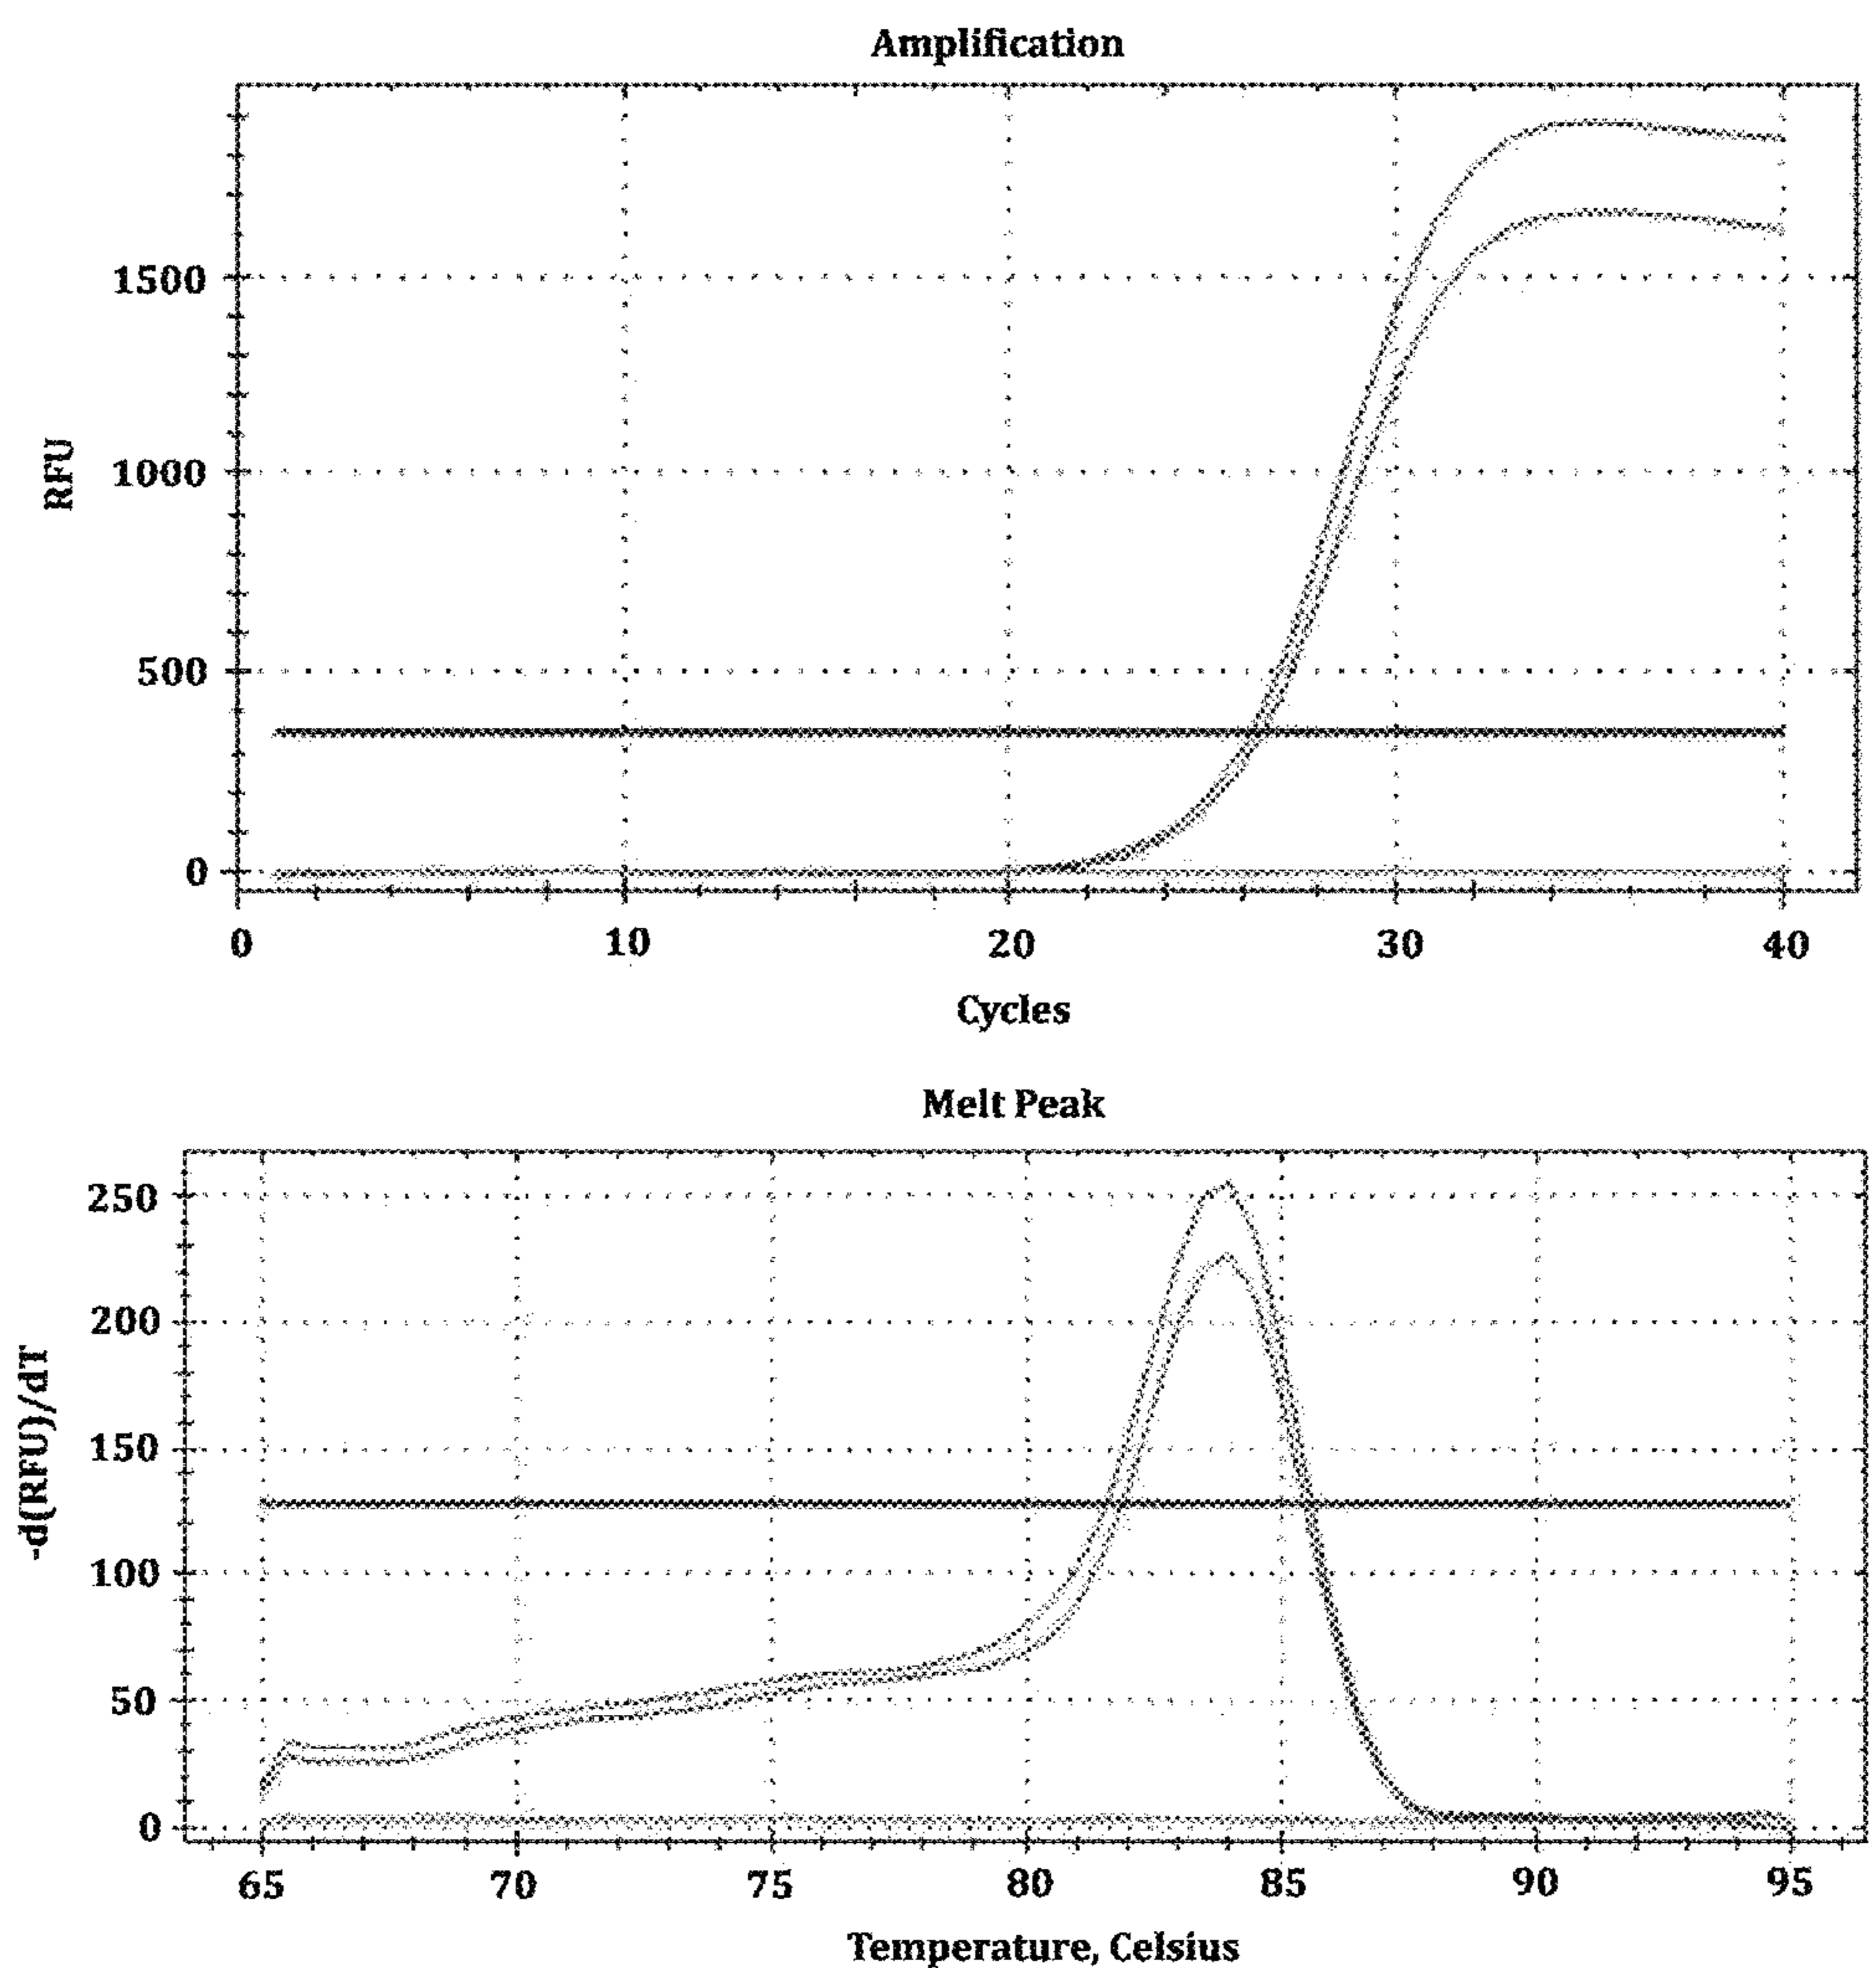 Amplification
RFU
1500
1000
500
0
0 10 20 30 40
Cycles
Melt Peak
-d(RFU)/dT
250
200
150
100
50
0
65 70 75 80 85 90 95
Temperature, Celsius